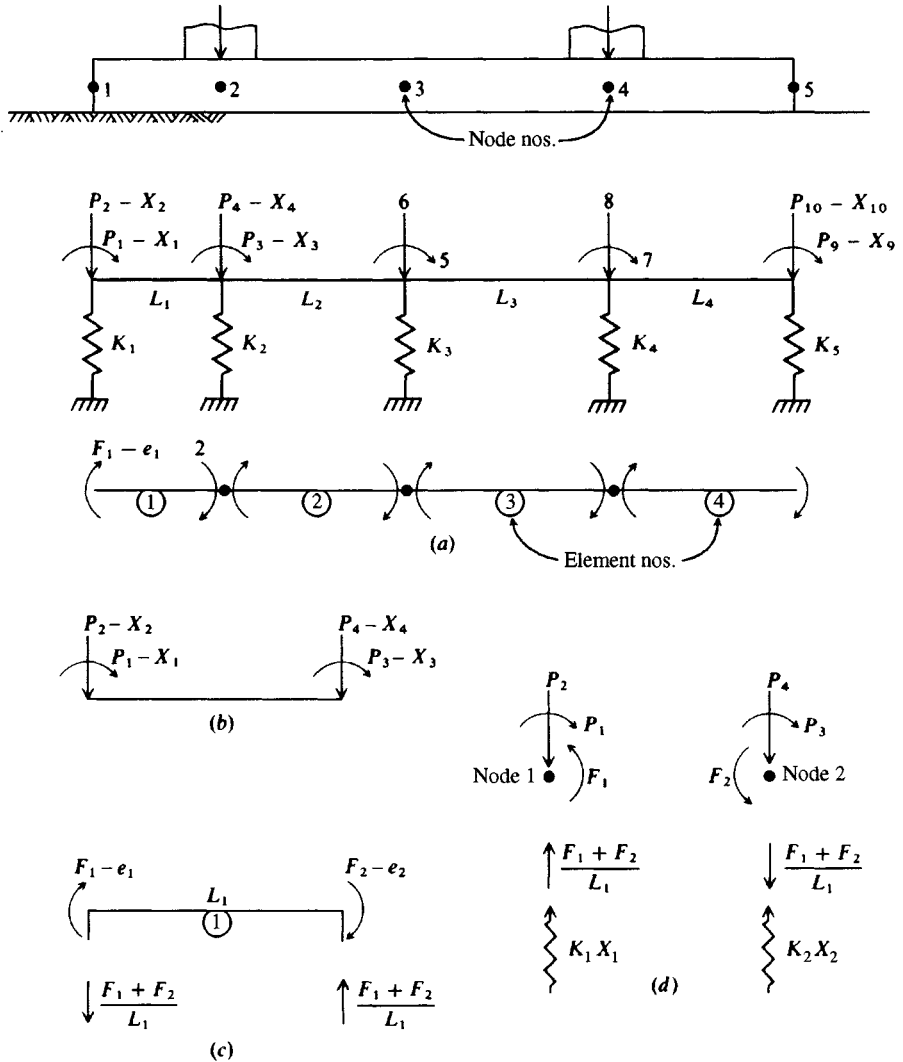 1 2 3 4 5
Node nos.
P₂ – X₂ P₄ – X₄ 6 8 P₁₀ – X₁₀
P₁ – X₁ P₃ – X₃ 5 7 P₉ – X₉
L₁ L₂ L₃ L₄
K₁ K₂ K₃ K₄ K₅
F₁ – e₁ 2
1 2 3 4
(a)
Element nos.
P₂ – X₂ P₄ – X₄
P₁ – X₁ P₃ – X₃
(b)
P₂ P₄
P₁ P₃
Node 1 F₁ F₂ Node 2
F₁ + F₂ F₁ + F₂
L₁ L₁
K₁X₁ K₂X₂
(d)
F₁ – e₁ F₂ – e₂
L₁
1
F₁ + F₂ F₁ + F₂
L₁ L₁
(c)